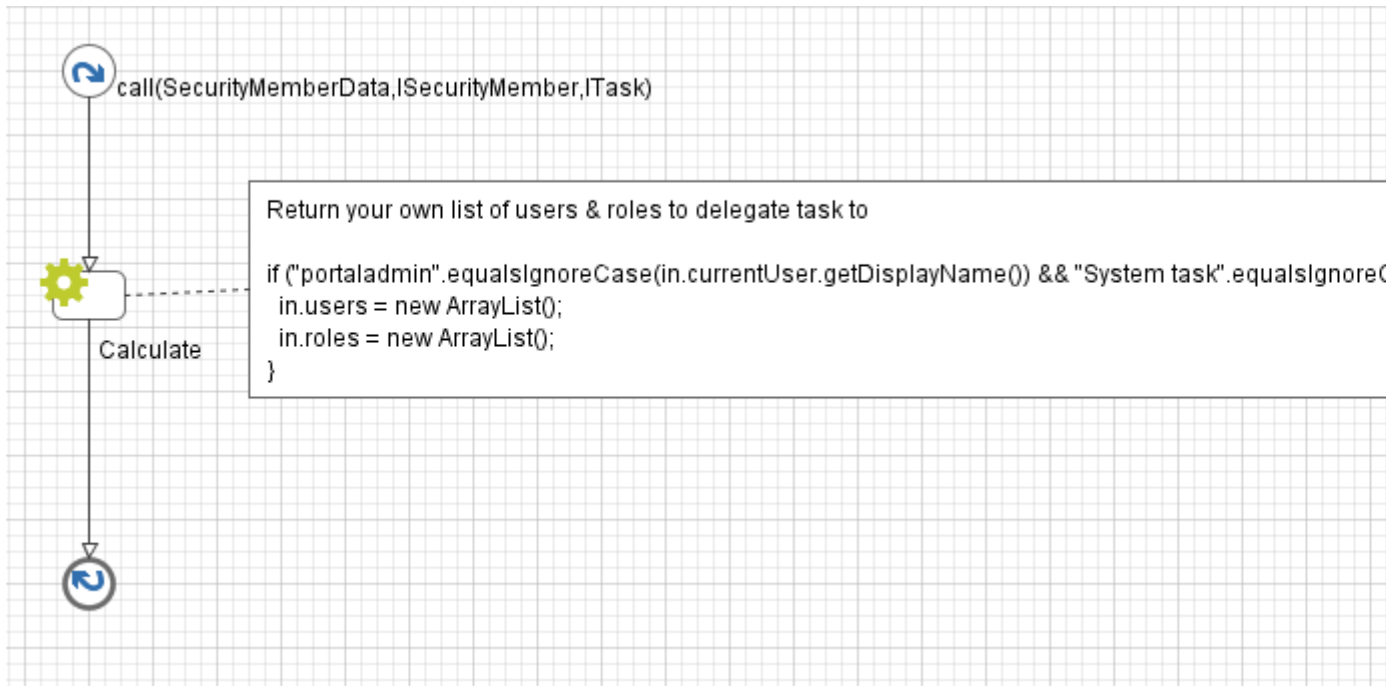 call(SecurityMemberData,ISecurityMember,ITask)
Return your own list of users & roles to delegate task to
if ("portaladmin".equalsIgnoreCase(in.currentUser.getDisplayName()) && "System task".equalsIgnore
in.users = new ArrayList();
in.roles = new ArrayList();
}
Calculate